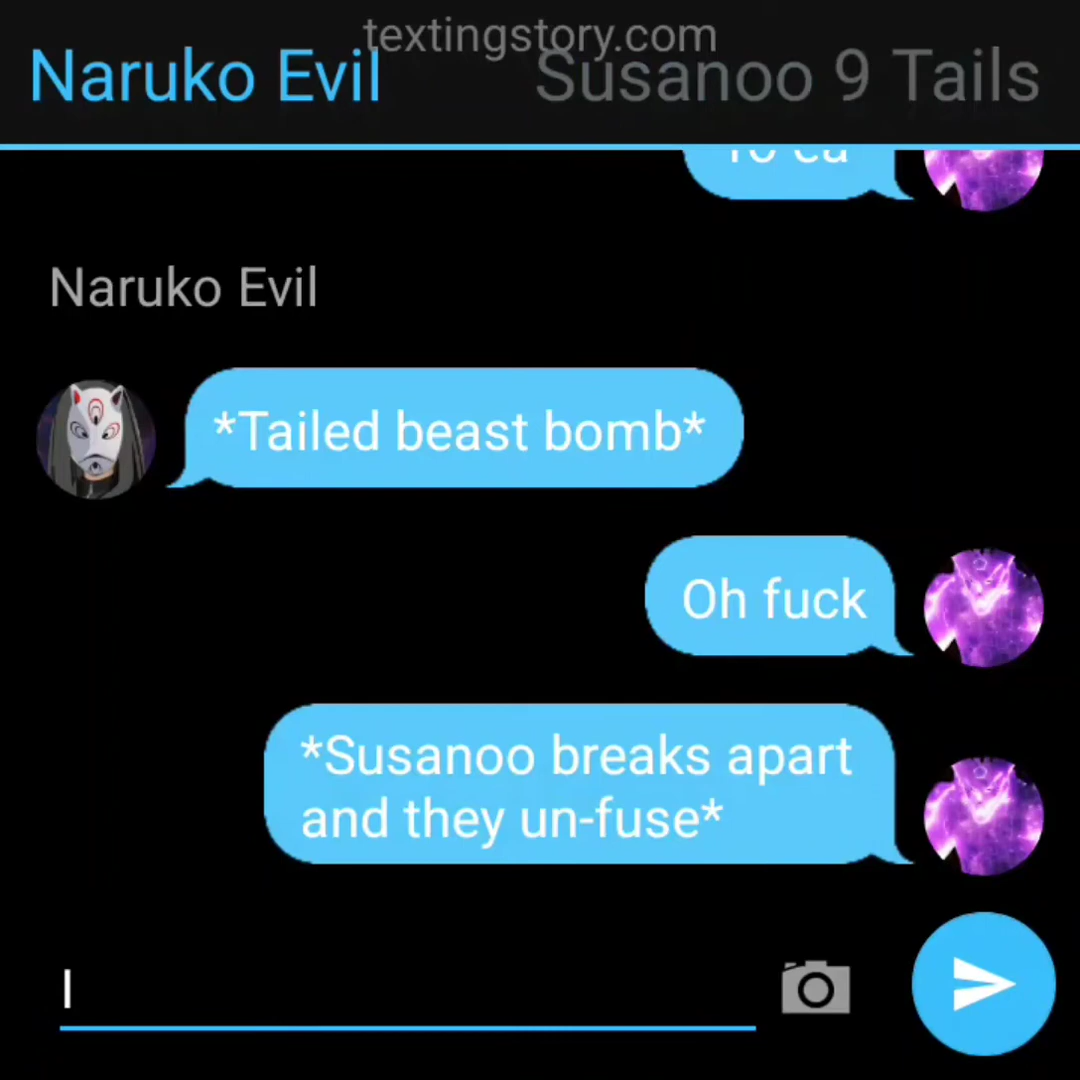 textingstory.com
Naruko Evil
Susanoo 9 Tails
Naruko Evil
*Tailed beast bomb*
Oh fuck
*Susanoo breaks apart
and they un-fuse*